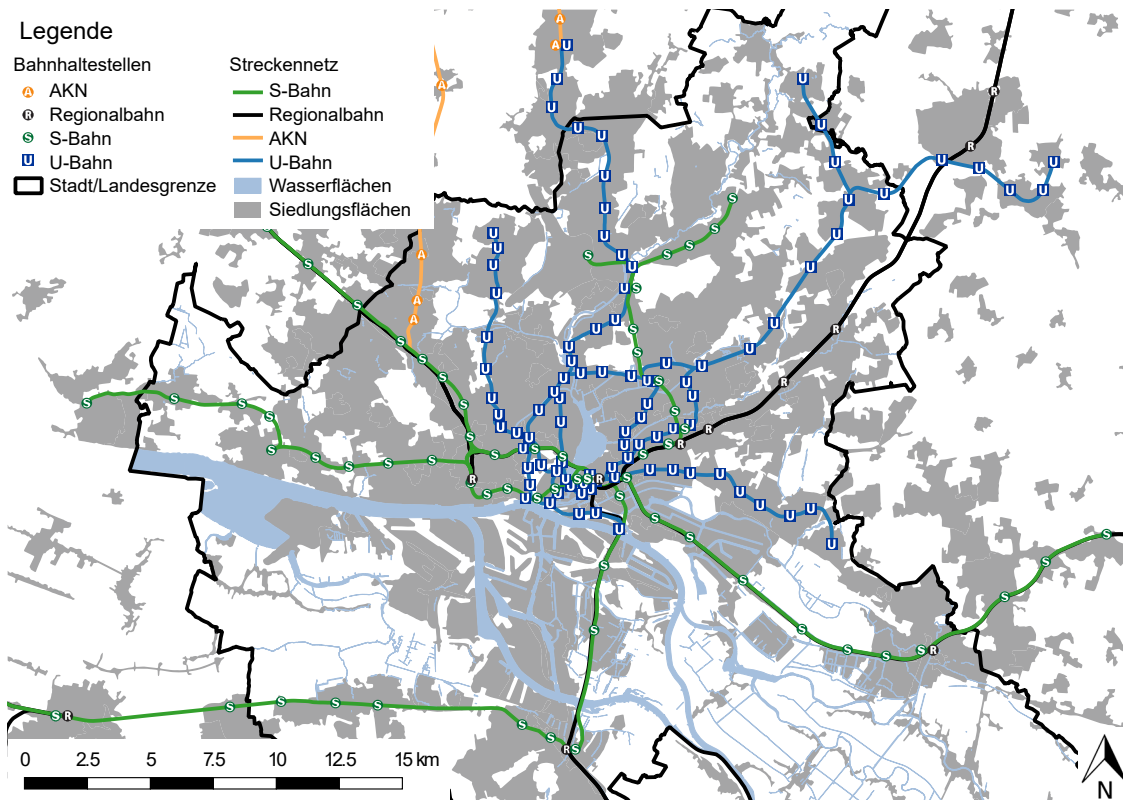 Legende
Bahnhaltestellen
A AKN
R Regionalbahn
S S-Bahn
U U-Bahn
Stadt/Landesgrenze
Streckennetz
S-Bahn
Regionalbahn
AKN
U-Bahn
Wasserflächen
Siedlungsflächen
0 2.5 5 7.5 10 12.5 15 km
N